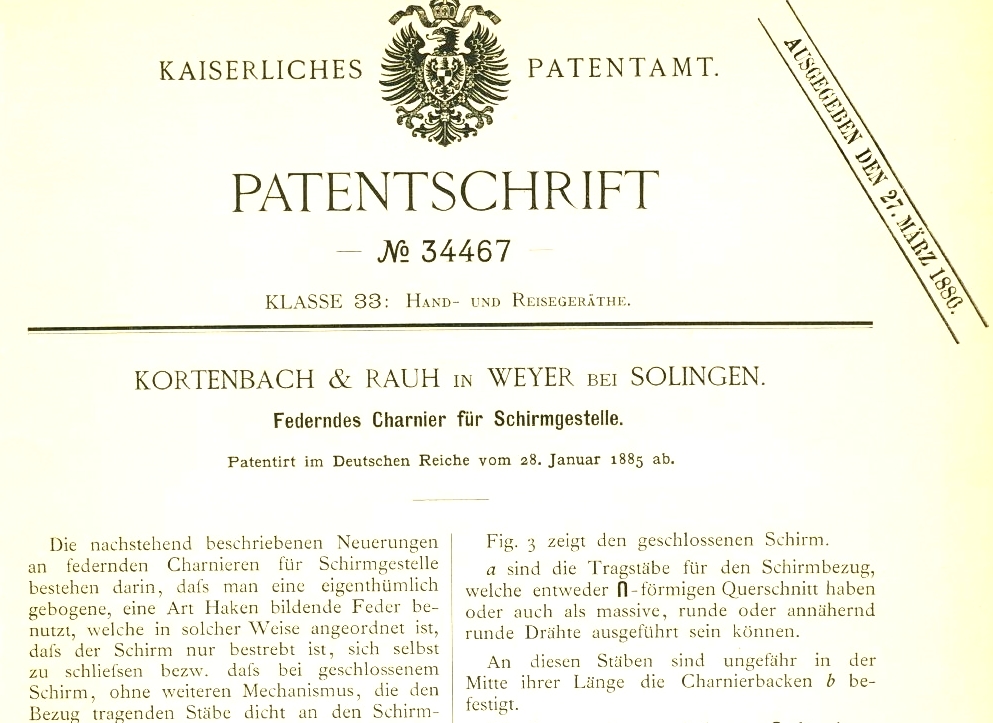 KAISERLICHES PATENTAMT.
AUSGEGEBEN DEN 27. MÄRZ 1886.
PATENTSCHRIFT
— № 34467 —
KLASSE 33: HAND- UND REISEGERÄTHE.
KORTENBACH & RAUH IN WEYER BEI SOLINGEN.
Federndes Charnier für Schirmgestelle.
Patentirt im Deutschen Reiche vom 28. Januar 1885 ab.
Die nachstehend beschriebenen Neuerungen
an federnden Charnieren für Schirmgestelle
bestehen darin, daſs man eine eigenthümlich
gebogene, eine Art Haken bildende Feder be-
nutzt, welche in solcher Weise angeordnet ist,
daſs der Schirm nur bestrebt ist, sich selbst
zu schlieſsen bezw. daſs bei geschlossenem
Schirm, ohne weiteren Mechanismus, die den
Bezug tragenden Stäbe dicht an den Schirm-
Fig. 3 zeigt den geschlossenen Schirm.
a sind die Tragstäbe für den Schirmbezug,
welche entweder ⋂-förmigen Querschnitt haben
oder auch als massive, runde oder annähernd
runde Drähte ausgeführt sein können.
An diesen Stäben sind ungefähr in der
Mitte ihrer Länge die Charnierbacken b be-
festigt.